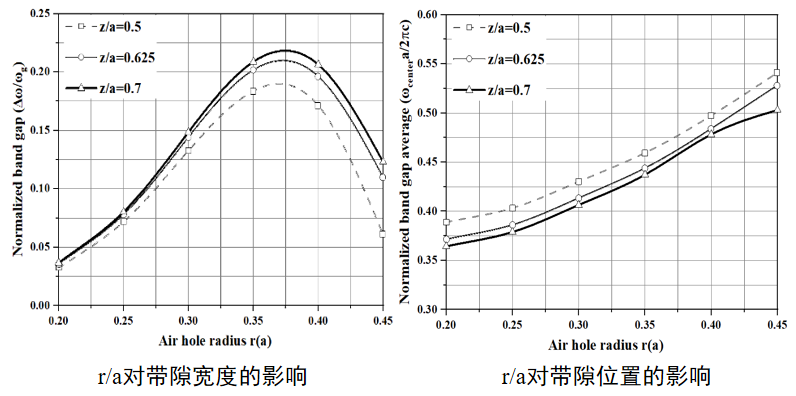 z/a=0.5
z/a=0.625
z/a=0.7
Normalized band gap (Δω/ωg)
0.25
0.20
0.15
0.10
0.05
0.00
0.20 0.25 0.30 0.35 0.40 0.45
Air hole radius r(a)
r/a对带隙宽度的影响
z/a=0.5
z/a=0.625
z/a=0.7
Normalized band gap average (ωcentera/2πc)
0.60
0.50
0.45
0.40
0.35
0.30
0.20 0.25 0.30 0.35 0.40 0.45
Air hole radius r(a)
r/a对带隙位置的影响